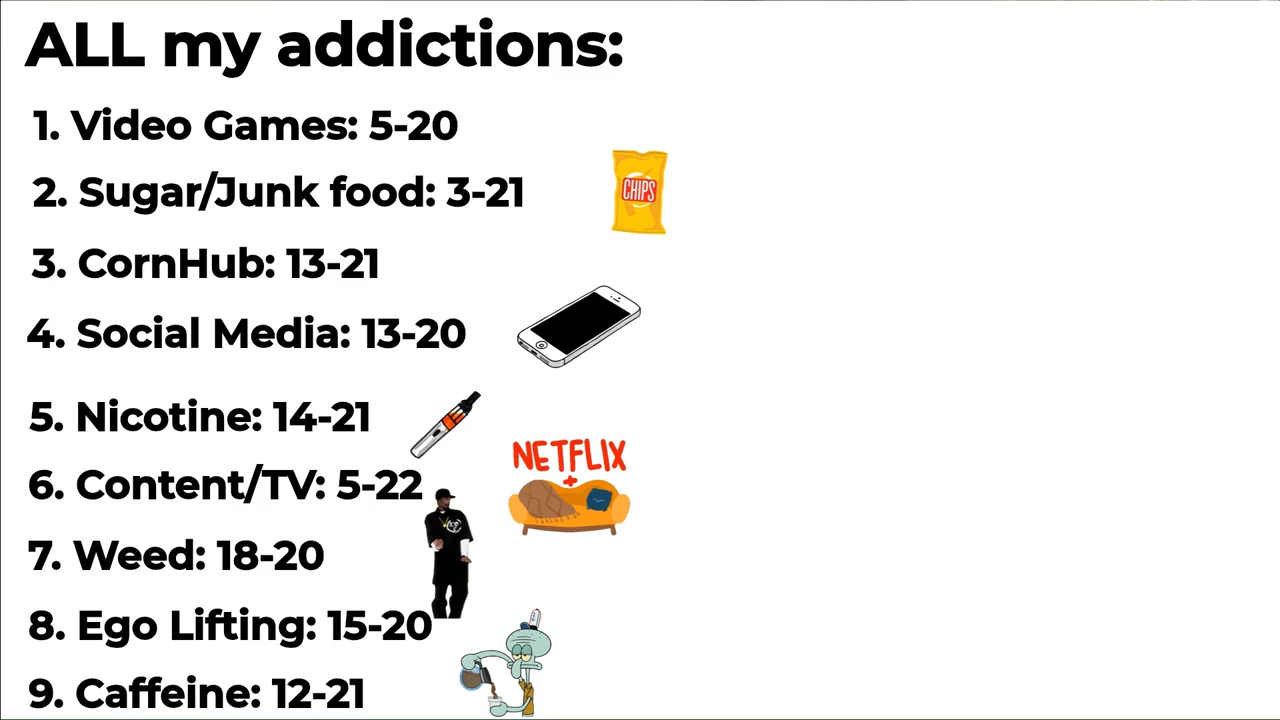 ALL my addictions:
1. Video Games: 5-20
2. Sugar/Junk food: 3-21
CHIPS
3. CornHub: 13-21
4. Social Media: 13-20
5. Nicotine: 14-21
NETFLIX
+
6. Content/TV: 5-22
7. Weed: 18-20
8. Ego Lifting: 15-20
9. Caffeine: 12-21